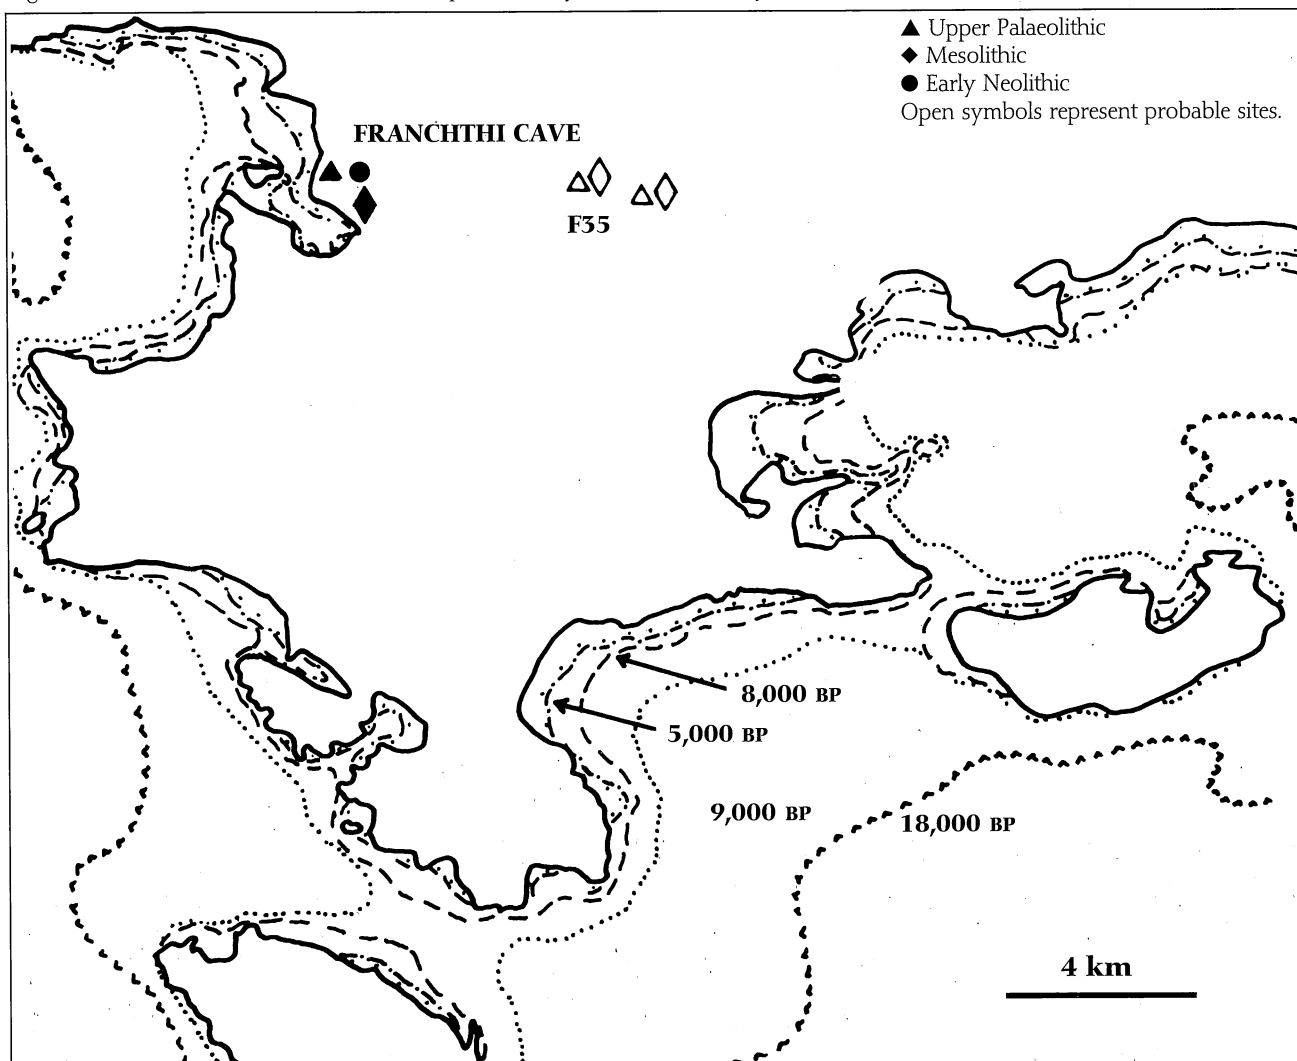 Upper Palaeolithic
Mesolithic
Early Neolithic
Open symbols represent probable sites.
FRANCHTHI CAVE
F35
8,000 BP
5,000 BP
9,000 BP
18,000 BP
4 km